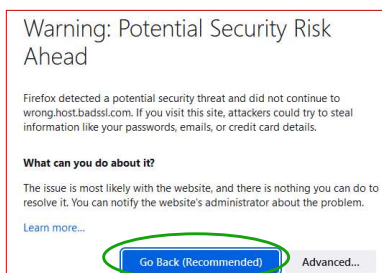 Warning: Potential Security Risk
Ahead
Firefox detected a potential security threat and did not continue to
wrong.host.badssl.com. If you visit this site, attackers could try to steal
information like your passwords, emails, or credit card details.
What can you do about it?
The issue is most likely with the website, and there is nothing you can do to
resolve it. You can notify the website's administrator about the problem.
Learn more...
Go Back (Recommended) Advanced...